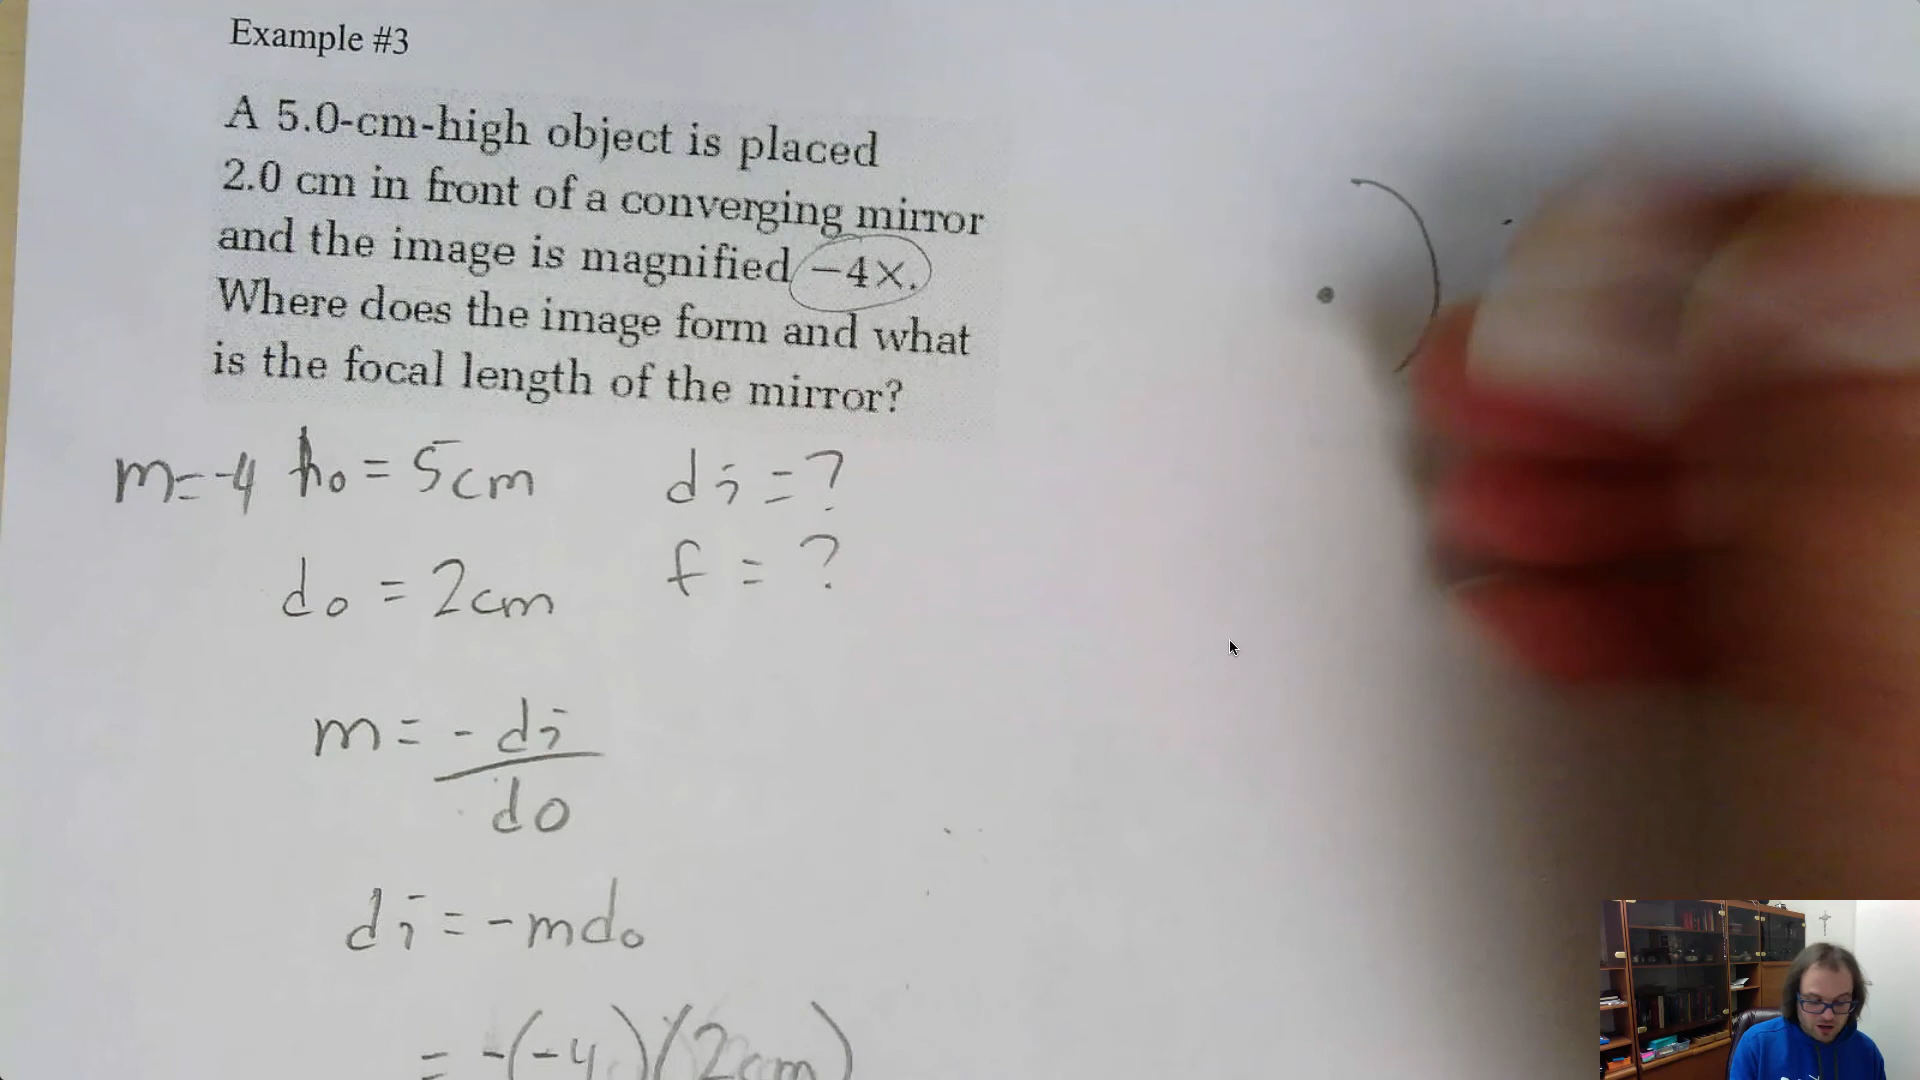 Example #3
A 5.0-cm-high object is placed
2.0 cm in front of a converging mirror
and the image is magnified −4×.
Where does the image form and what
is the focal length of the mirror?
m=-4 ho = 5cm di = ?
do = 2cm f = ?
m = - di
do
di = -mdo
= -(-4)(2cm)